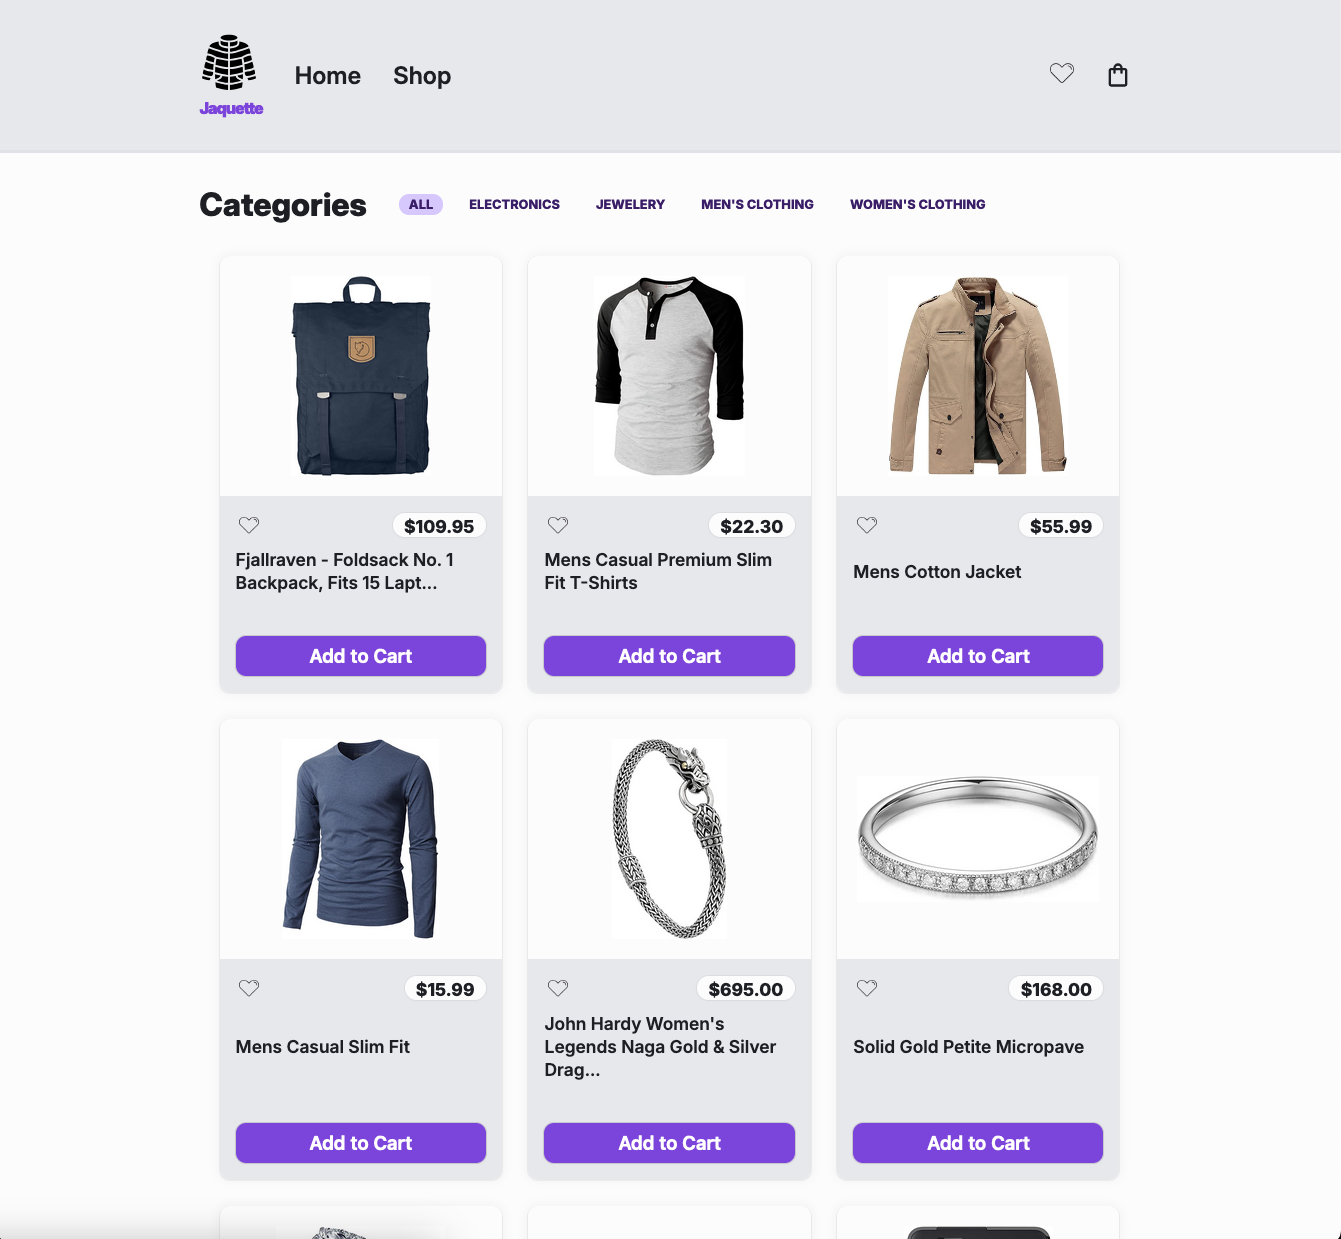 Jaquette
Home
Shop
Categories
ALL
ELECTRONICS
JEWELERY
MEN'S CLOTHING
WOMEN'S CLOTHING
$109.95
Fjallraven - Foldsack No. 1
Backpack, Fits 15 Lapt...
Add to Cart
$22.30
Mens Casual Premium Slim
Fit T-Shirts
Add to Cart
$55.99
Mens Cotton Jacket
Add to Cart
$15.99
Mens Casual Slim Fit
Add to Cart
$695.00
John Hardy Women's
Legends Naga Gold & Silver
Drag...
Add to Cart
$168.00
Solid Gold Petite Micropave
Add to Cart